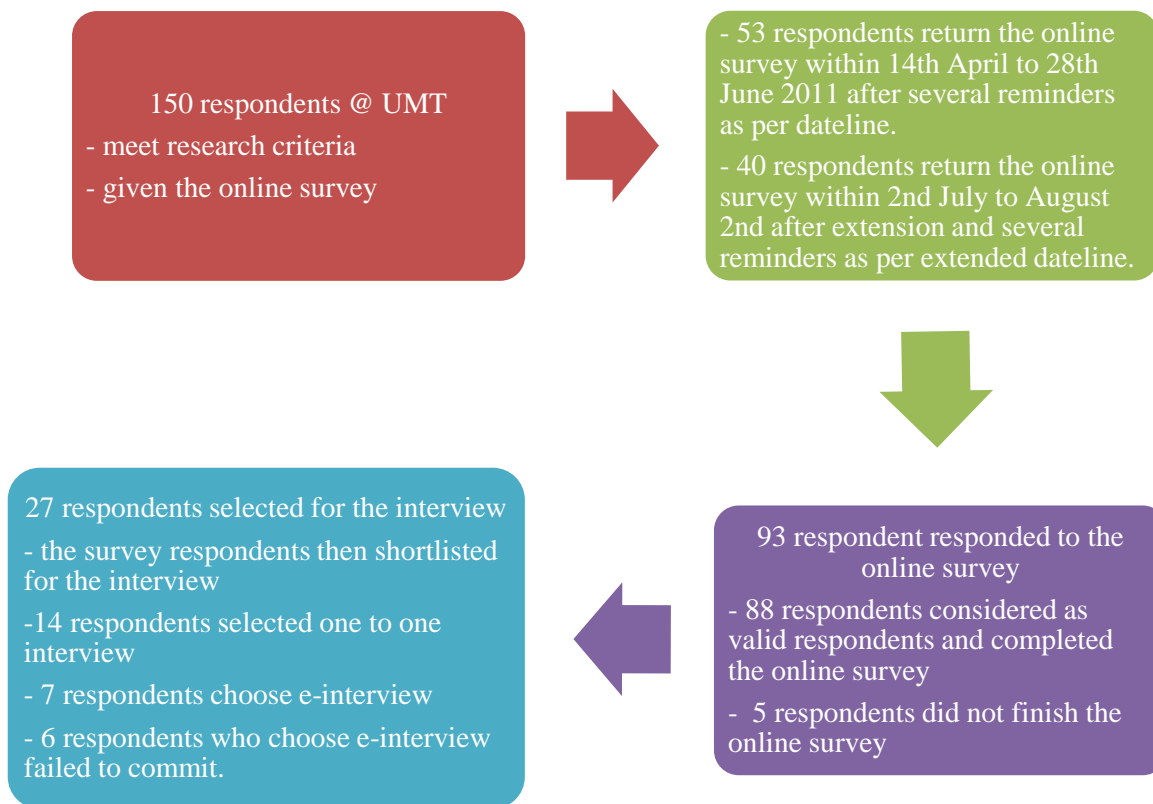 150 respondents @ UMT
- meet research criteria
- given the online survey
- 53 respondents return the online
survey within 14th April to 28th
June 2011 after several reminders
as per dateline.
- 40 respondents return the online
survey within 2nd July to August
2nd after extension and several
reminders as per extended dateline.
93 respondent responded to the
online survey
- 88 respondents considered as
valid respondents and completed
the online survey
- 5 respondents did not finish the
online survey
27 respondents selected for the interview
- the survey respondents then shortlisted
for the interview
-14 respondents selected one to one
interview
- 7 respondents choose e-interview
- 6 respondents who choose e-interview
failed to commit.